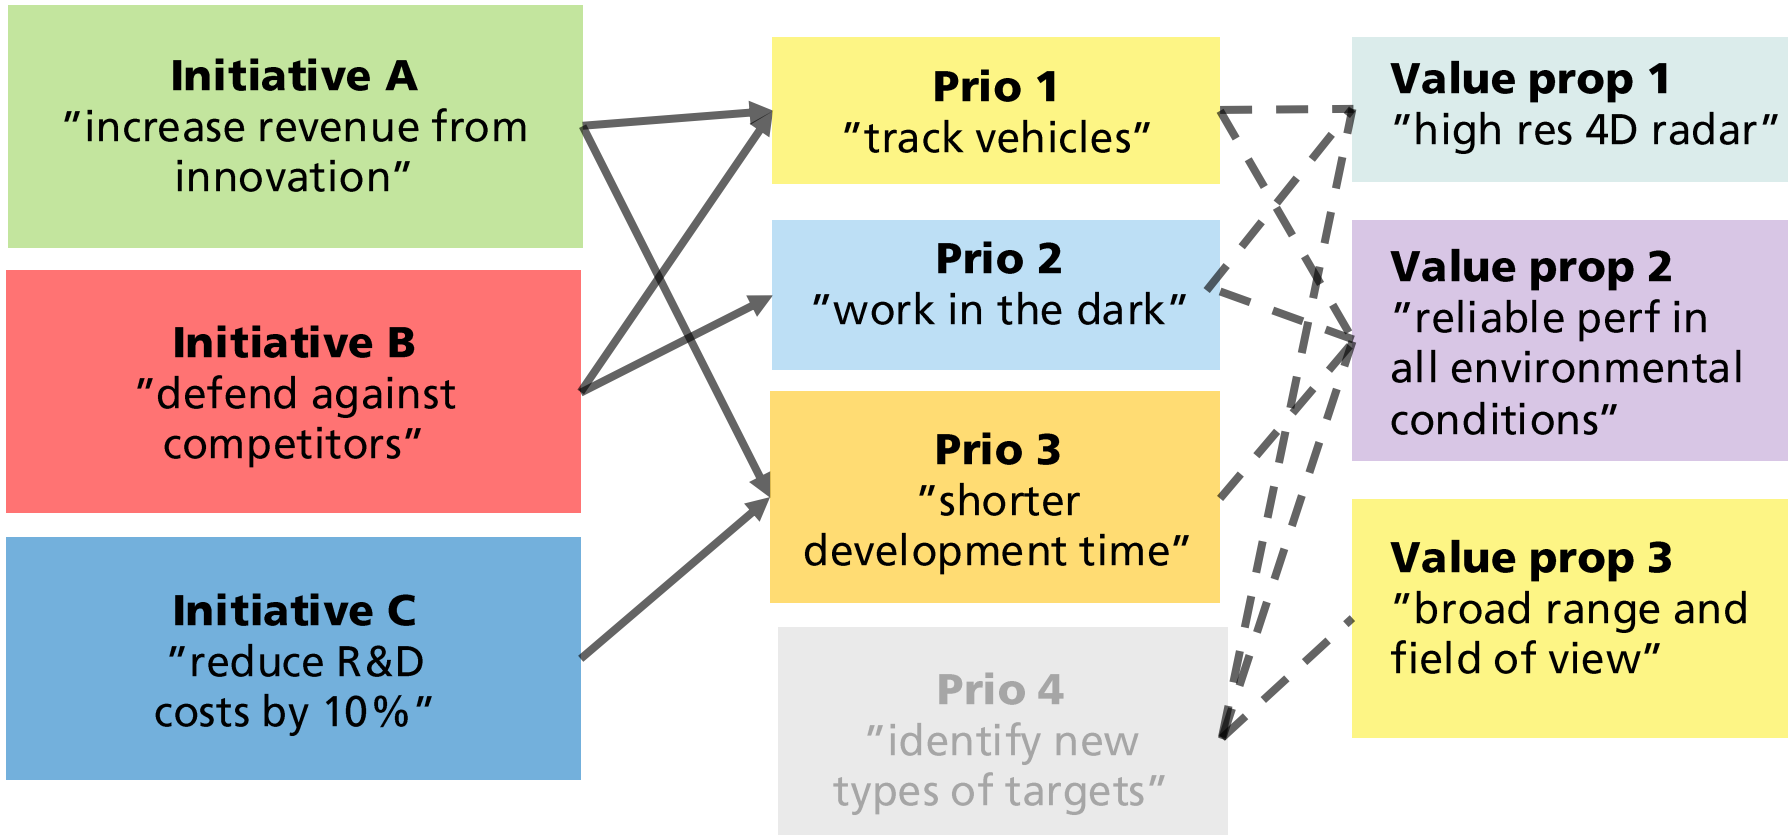 Initiative A
”increase revenue from
innovation”
Initiative B
”defend against
competitors”
Initiative C
”reduce R&D
costs by 10%”
Prio 1
”track vehicles”
Prio 2
”work in the dark”
Prio 3
”shorter
development time”
Prio 4
”identify new
types of targets”
Value prop 1
”high res 4D radar”
Value prop 2
”reliable perf in
all environmental
conditions”
Value prop 3
”broad range and
field of view”